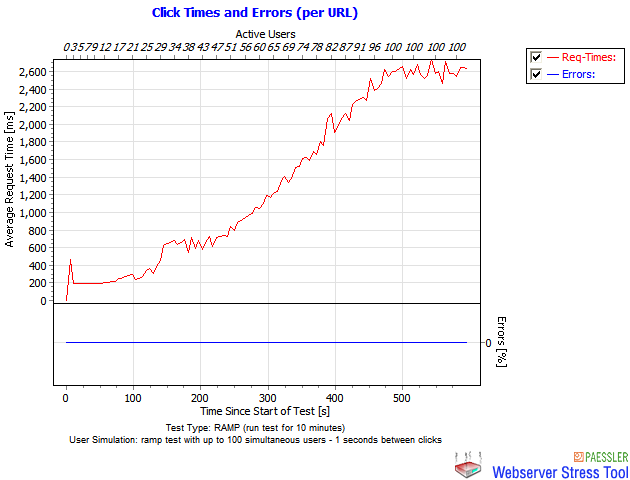 Click Times and Errors (per URL)
Active Users
0 3 5 7 9 12 17 21 25 29 34 38 43 47 51 56 60 65 69 74 78 82 87 91 96 100 100 100 100
Req-Times:
Errors:
Average Request Time [ms]
2,600
2,400
2,200
2,000
1,800
1,600
1,400
1,200
1,000
800
600
400
200
0
Errors [%]
0
0 100 200 300 400 500
Time Since Start of Test [s]
Test Type: RAMP (run test for 10 minutes)
User Simulation: ramp test with up to 100 simultaneous users - 1 seconds between clicks
PAESSLER
Webserver Stress Tool